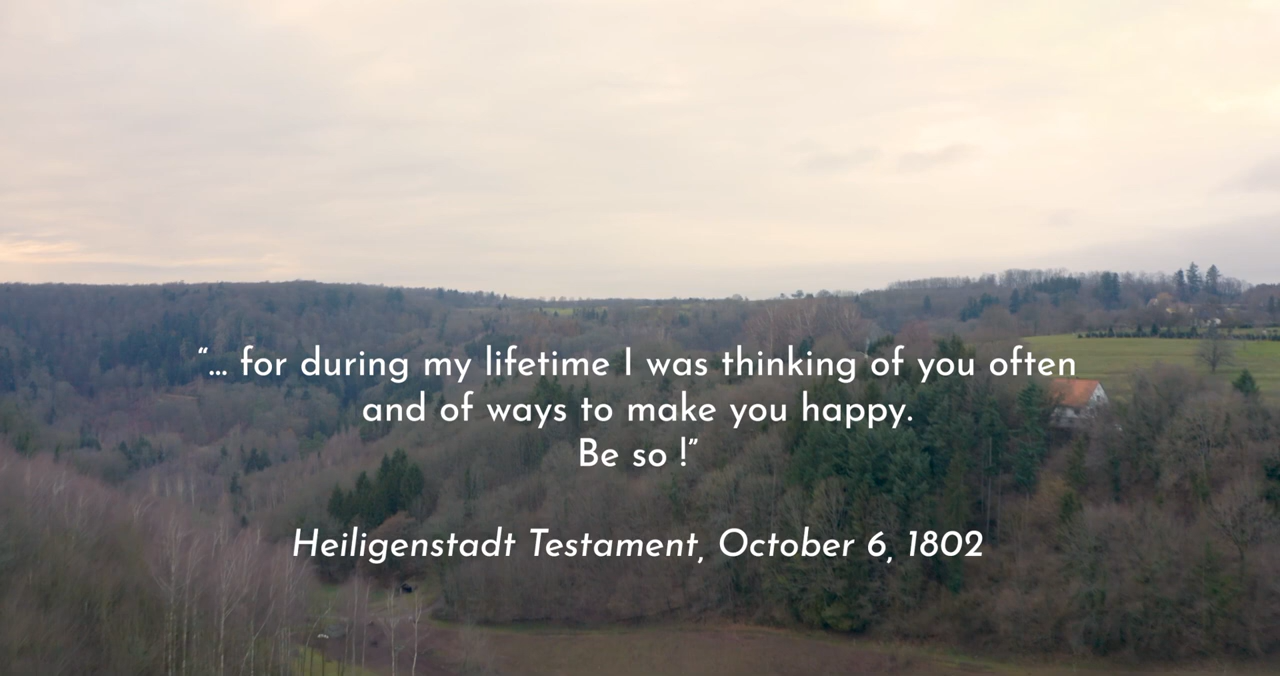 “... for during my lifetime I was thinking of you often
and of ways to make you happy.
Be so !”
Heiligenstadt Testament, October 6, 1802